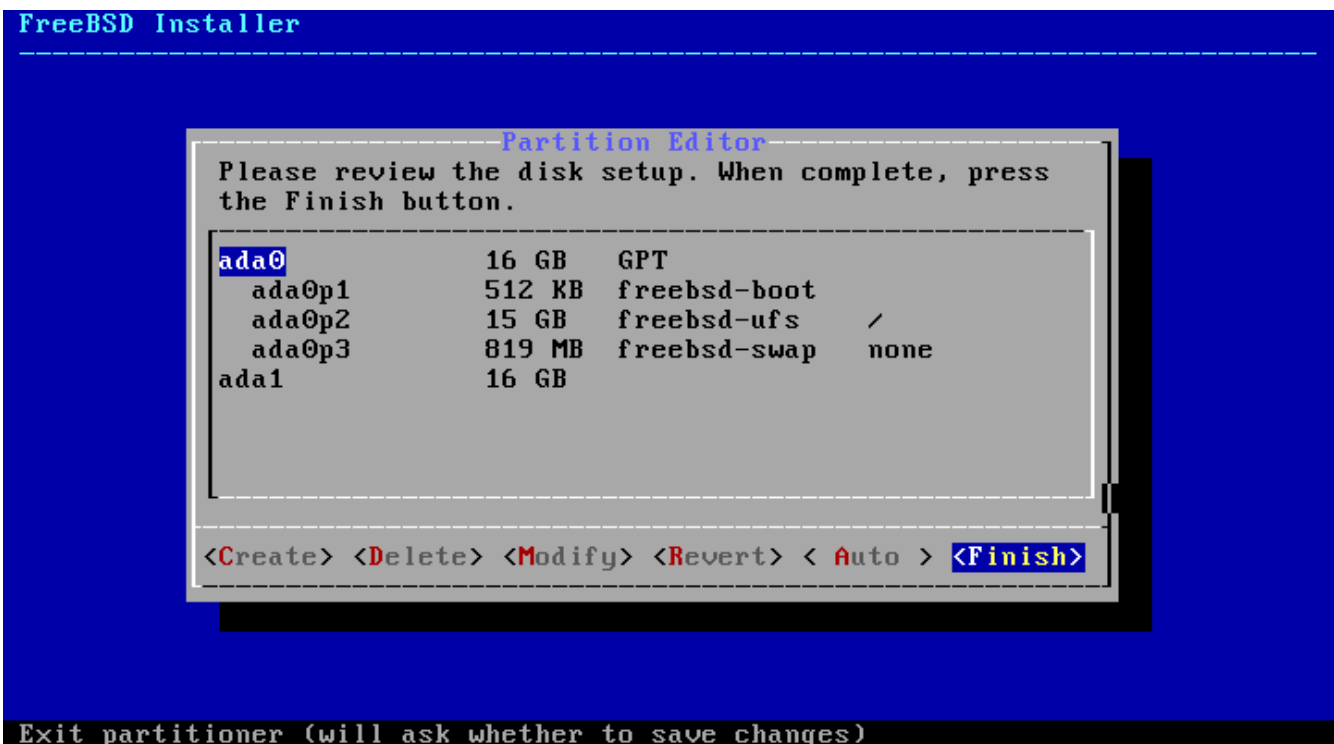 FreeBSD Installer
Partition Editor
Please review the disk setup. When complete, press
the Finish button.
ada0 16 GB GPT
ada0p1 512 KB freebsd-boot
ada0p2 15 GB freebsd-ufs /
ada0p3 819 MB freebsd-swap none
ada1 16 GB
<Create> <Delete> <Modify> <Revert> < Auto > <Finish>
Exit partitioner (will ask whether to save changes)